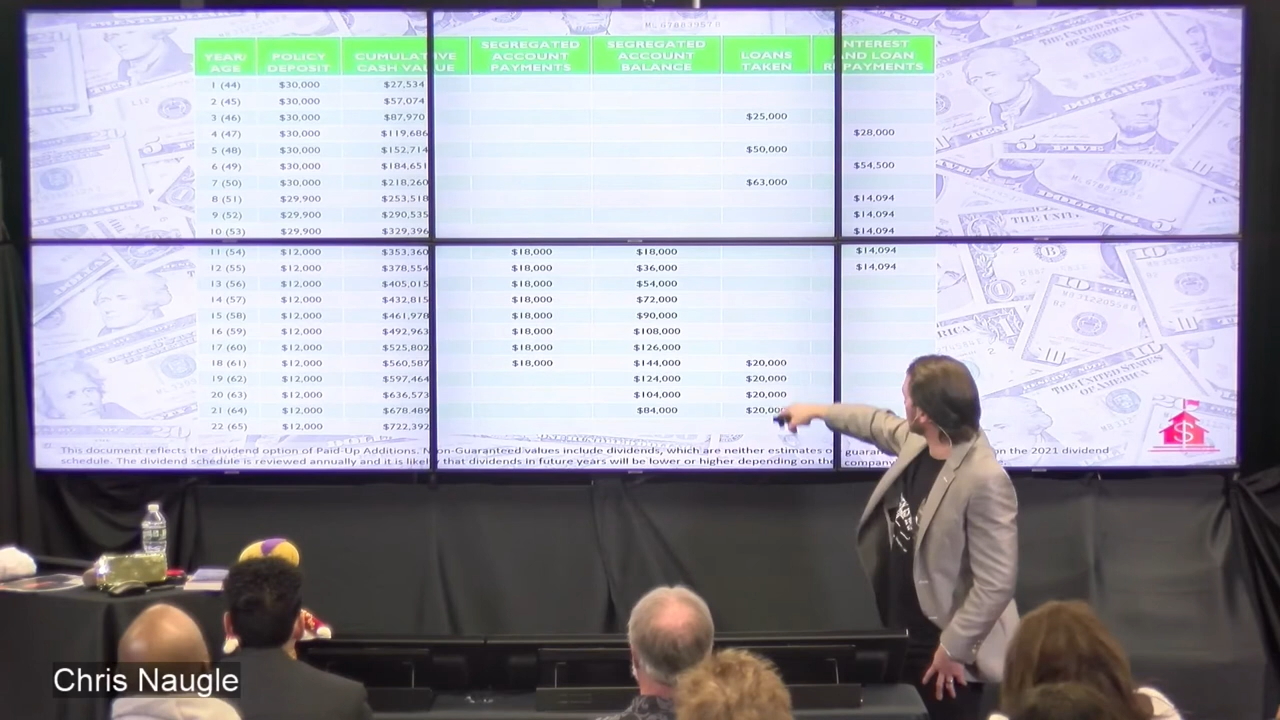 YEAR/ AGE POLICY DEPOSIT CUMULATIVE CASH VALUE SEGREGATED ACCOUNT PAYMENTS SEGREGATED ACCOUNT BALANCE LOANS TAKEN INTEREST AND LOAN REPAYMENTS
1 (44) $30,000 $27,534
2 (45) $30,000 $57,074
3 (46) $30,000 $87,970 $25,000
4 (47) $30,000 $119,686 $28,000
5 (48) $30,000 $152,714 $50,000
6 (49) $30,000 $184,651 $54,500
7 (50) $30,000 $218,260 $63,000
8 (51) $29,900 $253,518 $14,094
9 (52) $29,900 $290,535 $14,094
10 (53) $29,900 $329,396 $14,094
11 (54) $12,000 $353,360 $18,000 $18,000 $14,094
12 (55) $12,000 $378,554 $18,000 $36,000 $14,094
13 (56) $12,000 $405,015 $18,000 $54,000
14 (57) $12,000 $432,815 $18,000 $72,000
15 (58) $12,000 $461,978 $18,000 $90,000
16 (59) $12,000 $492,963 $18,000 $108,000
17 (60) $12,000 $525,802 $18,000 $126,000
18 (61) $12,000 $560,587 $18,000 $144,000 $20,000
19 (62) $12,000 $597,464 $124,000 $20,000
20 (63) $12,000 $636,573 $104,000 $20,000
21 (64) $12,000 $678,489 $84,000 $20,000
22 (65) $12,000 $722,392
This document reflects the dividend option of Paid-Up Additions. Non-Guaranteed values include dividends, which are neither estimates o guaran on the 2021 dividend
schedule. The dividend schedule is reviewed annually and it is likely that dividends in future years will be lower or higher depending on the company
Chris Naugle